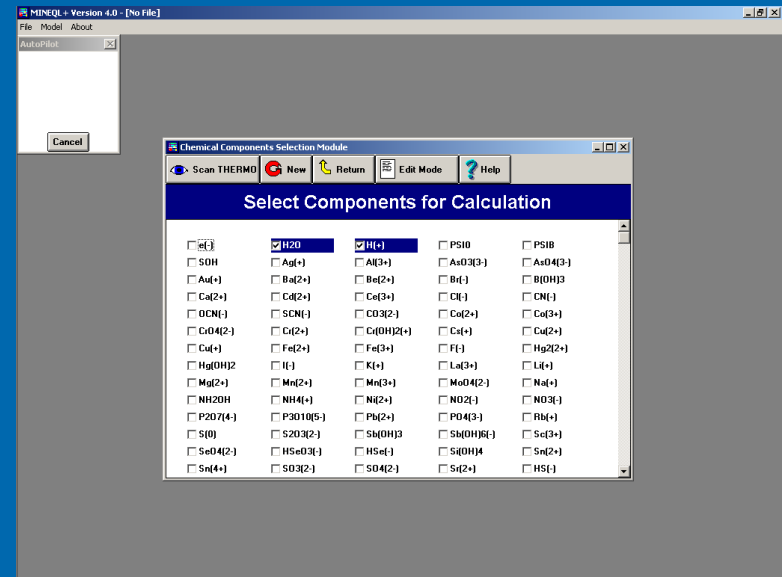 MINEQL+ Version 4.0 - [No File]
File Model About
AutoPilot
Cancel
Chemical Components Selection Module
Scan THERMO New Return Edit Mode Help
Select Components for Calculation
e(-) H2O H(+) PSI0 PSIB
SOH Ag(+) Al(3+) AsO3(3-) AsO4(3-)
Au(+) Ba(2+) Be(2+) Br(-) B(OH)3
Ca(2+) Cd(2+) Ce(3+) Cl(-) CN(-)
OCN(-) SCN(-) CO3(2-) Co(2+) Co(3+)
CrO4(2-) Cr(2+) Cr(OH)2(+) Cs(+) Cu(2+)
Cu(+) Fe(2+) Fe(3+) F(-) Hg2(2+)
Hg(OH)2 I(-) K(+) La(3+) Li(+)
Mg(2+) Mn(2+) Mn(3+) MoO4(2-) Na(+)
NH2OH NH4(+) Ni(2+) NO2(-) NO3(-)
P2O7(4-) P3O10(5-) Pb(2+) PO4(3-) Rb(+)
S(0) S2O3(2-) Sb(OH)3 Sb(OH)6(-) Sc(3+)
SeO4(2-) HSeO3(-) HSe(-) Si(OH)4 Sn(2+)
Sn(4+) SO3(2-) SO4(2-) Sr(2+) HS(-)